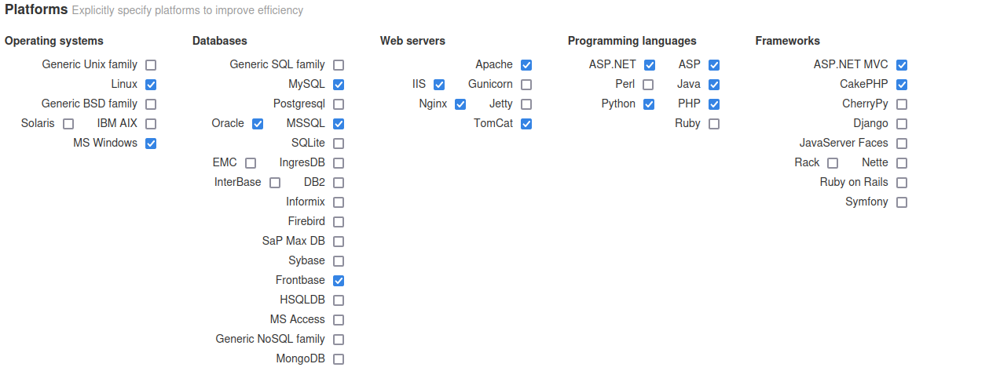 Platforms Explicitly specify platforms to improve efficiency
Operating systems
Generic Unix family
Linux
Generic BSD family
Solaris IBM AIX
MS Windows
Databases
Generic SQL family
MySQL
Postgresql
Oracle MSSQL
SQLite
EMC IngresDB
InterBase DB2
Informix
Firebird
SaP Max DB
Sybase
Frontbase
HSQLDB
MS Access
Generic NoSQL family
MongoDB
Web servers
Apache
IIS Gunicorn
Nginx Jetty
TomCat
Programming languages
ASP.NET ASP
Perl Java
Python PHP
Ruby
Frameworks
ASP.NET MVC
CakePHP
CherryPy
Django
JavaServer Faces
Rack Nette
Ruby on Rails
Symfony